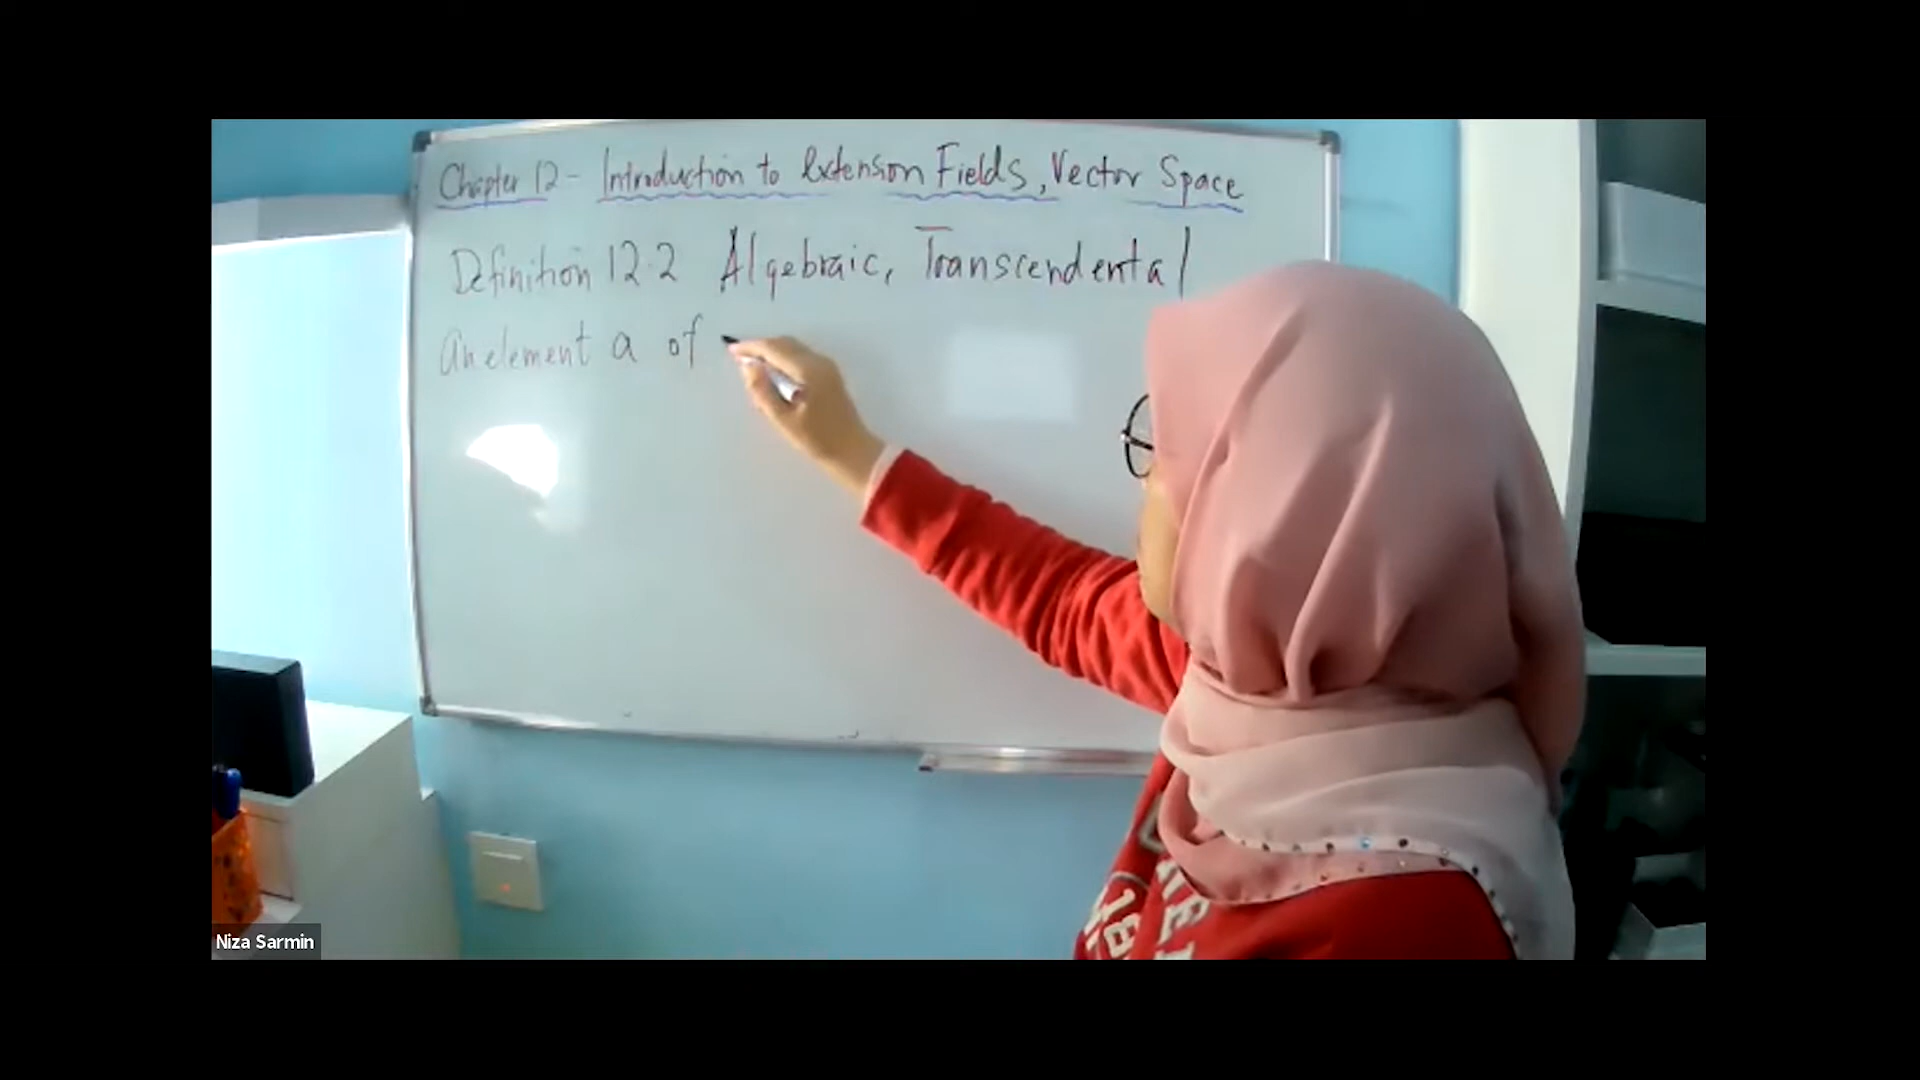 Chapter 12 - Introduction to Extension Fields, Vector Space
Definition 12.2 Algebraic, Transcendental
An element a of
Niza Sarmin